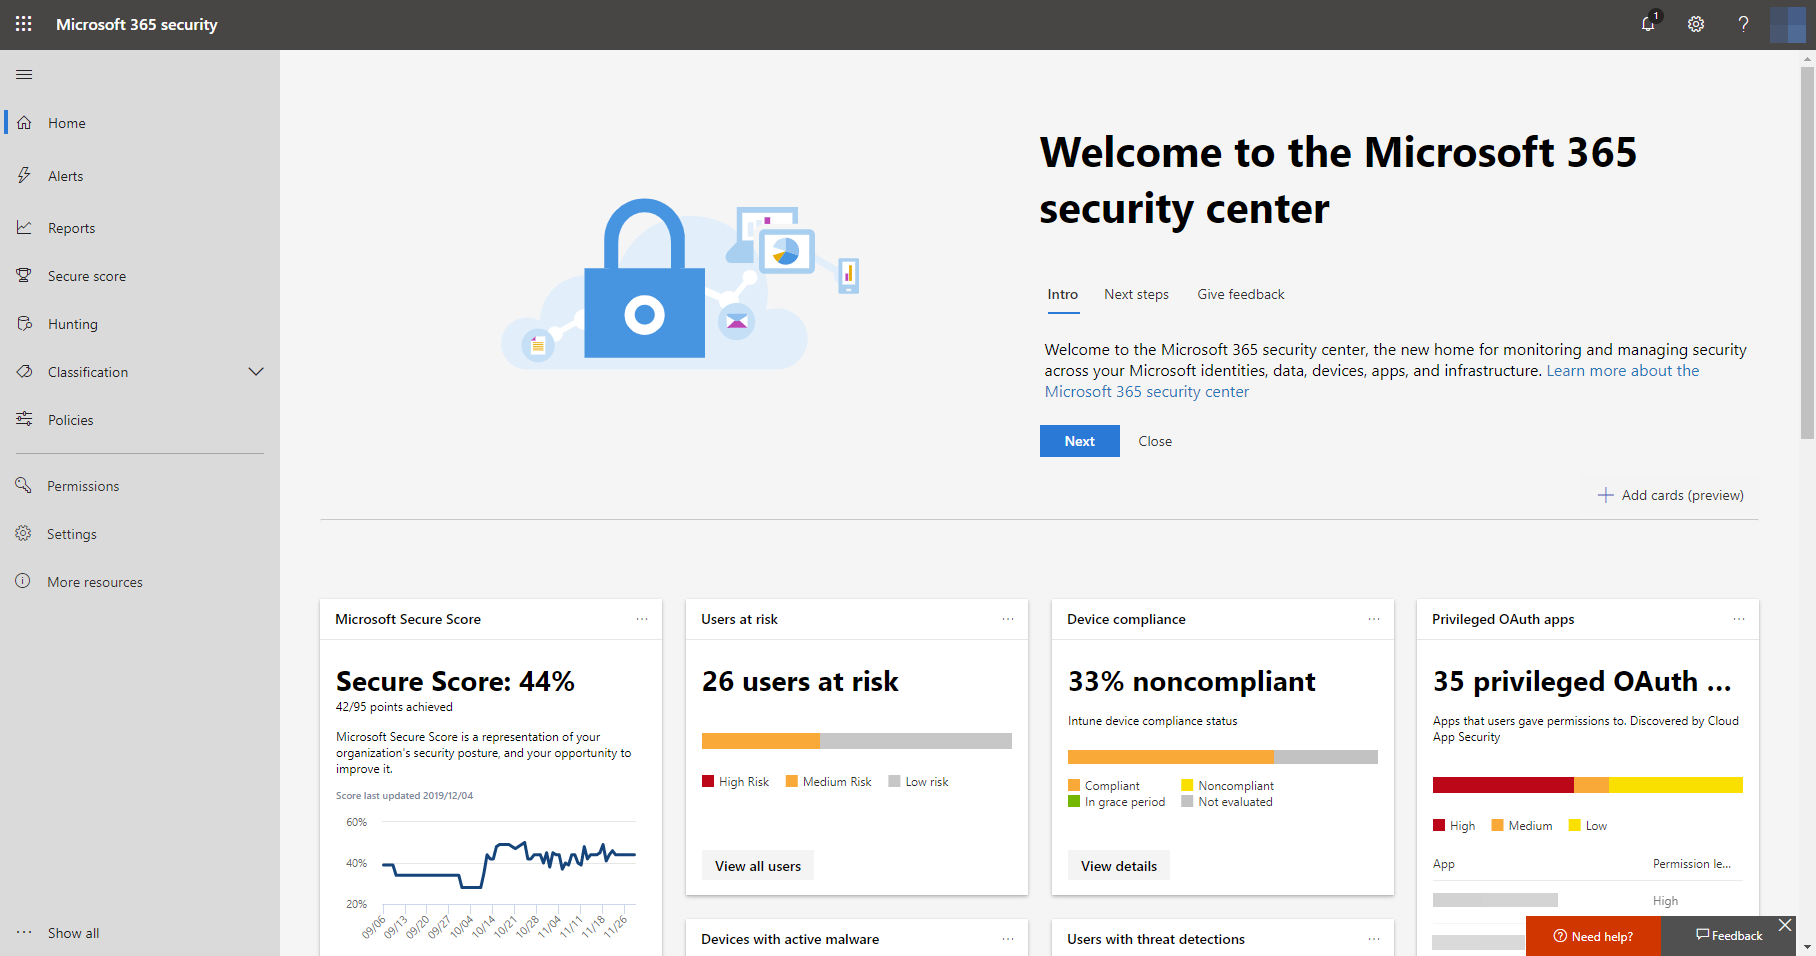 Microsoft 365 security
1
Home
Alerts
Reports
Secure score
Hunting
Classification
Policies
Permissions
Settings
More resources
Show all
Welcome to the Microsoft 365
security center
Intro
Next steps
Give feedback
Welcome to the Microsoft 365 security center, the new home for monitoring and managing security
across your Microsoft identities, data, devices, apps, and infrastructure. Learn more about the
Microsoft 365 security center
Next
Close
Add cards (preview)
Microsoft Secure Score
Secure Score: 44%
42/95 points achieved
Microsoft Secure Score is a representation of your
organization's security posture, and your opportunity to
improve it.
Score last updated 2019/12/04
60%
40%
20%
09/06 09/13 09/20 09/27 10/04 10/14 10/21 10/28 11/04 11/11 11/18 11/26
Users at risk
26 users at risk
High Risk Medium Risk Low risk
View all users
Device compliance
33% noncompliant
Intune device compliance status
Compliant Noncompliant
In grace period Not evaluated
View details
Privileged OAuth apps
35 privileged OAuth ...
Apps that users gave permissions to. Discovered by Cloud
App Security
High Medium Low
App Permission le...
High
Devices with active malware
Users with threat detections
Need help?
Feedback